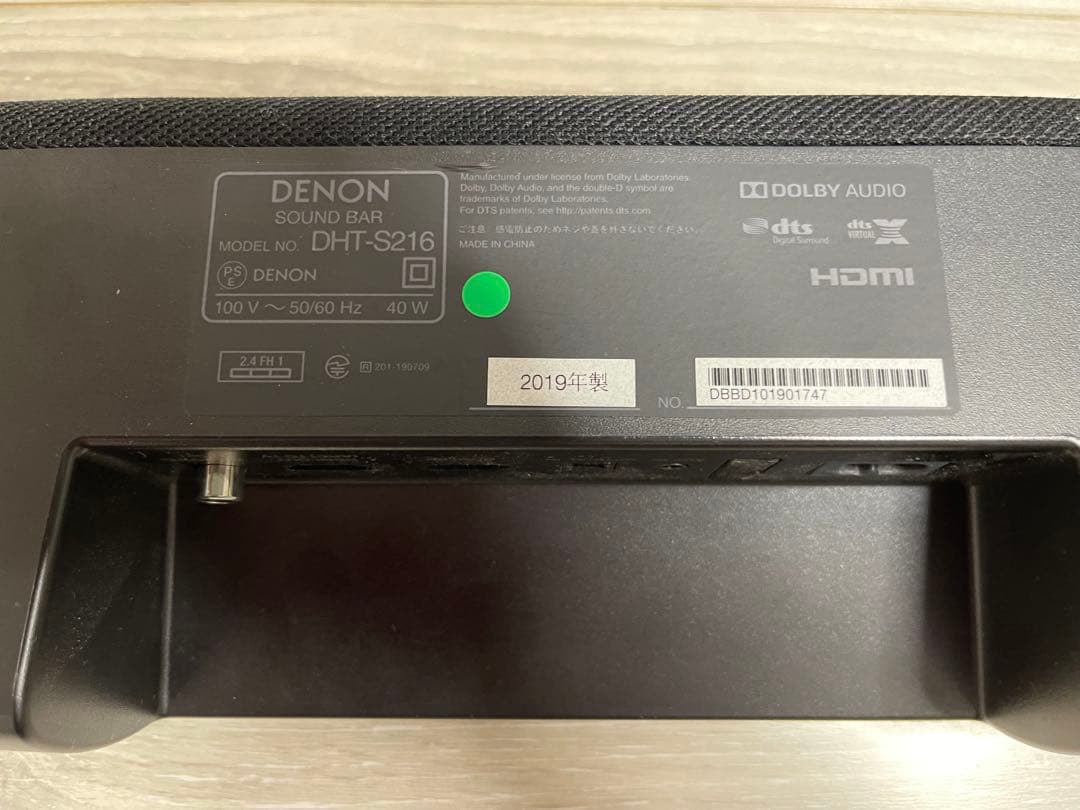 DENON
SOUND BAR
MODEL NO. DHT-S216
PS
E
DENON
100 V ～ 50/60 Hz 40 W
Manufactured under license from Dolby Laboratories.
Dolby, Dolby Audio, and the double-D symbol are
trademarks of Dolby Laboratories.
For DTS patents, see http://patents.dts.com
ご注意 感電防止のためネジや蓋を外さないでください。
MADE IN CHINA
DOLBY AUDIO
dts
Digital Surround
dts
VIRTUAL X
HDMI
2.4 FH 1
R 201-190709
2019年製
NO.
DBBD101901747